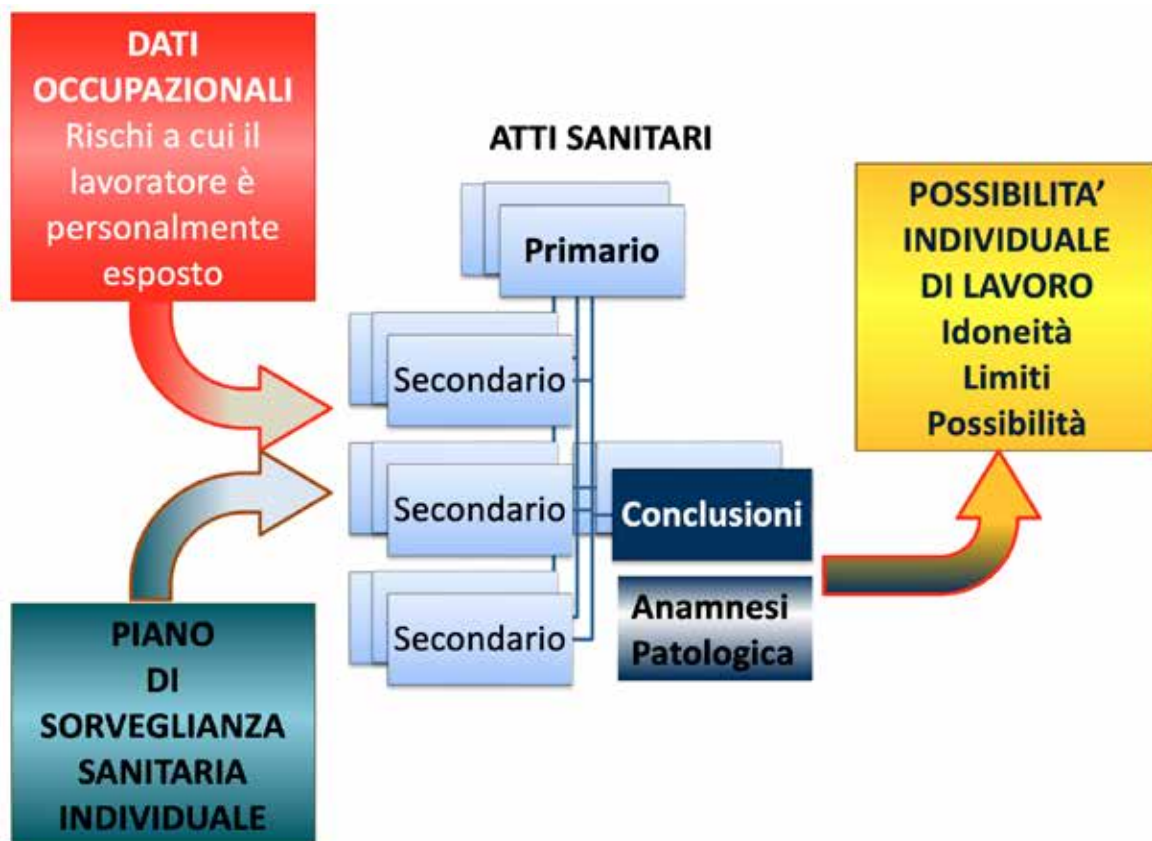 DATI
OCCUPAZIONALI
Rischi a cui il
lavoratore è
personalmente
esposto
ATTI SANITARI
Primario
Secondario
Secondario
Secondario
Conclusioni
Anamnesi
Patologica
POSSIBILITA’
INDIVIDUALE
DI LAVORO
Idoneità
Limiti
Possibilità
PIANO
DI
SORVEGLIANZA
SANITARIA
INDIVIDUALE